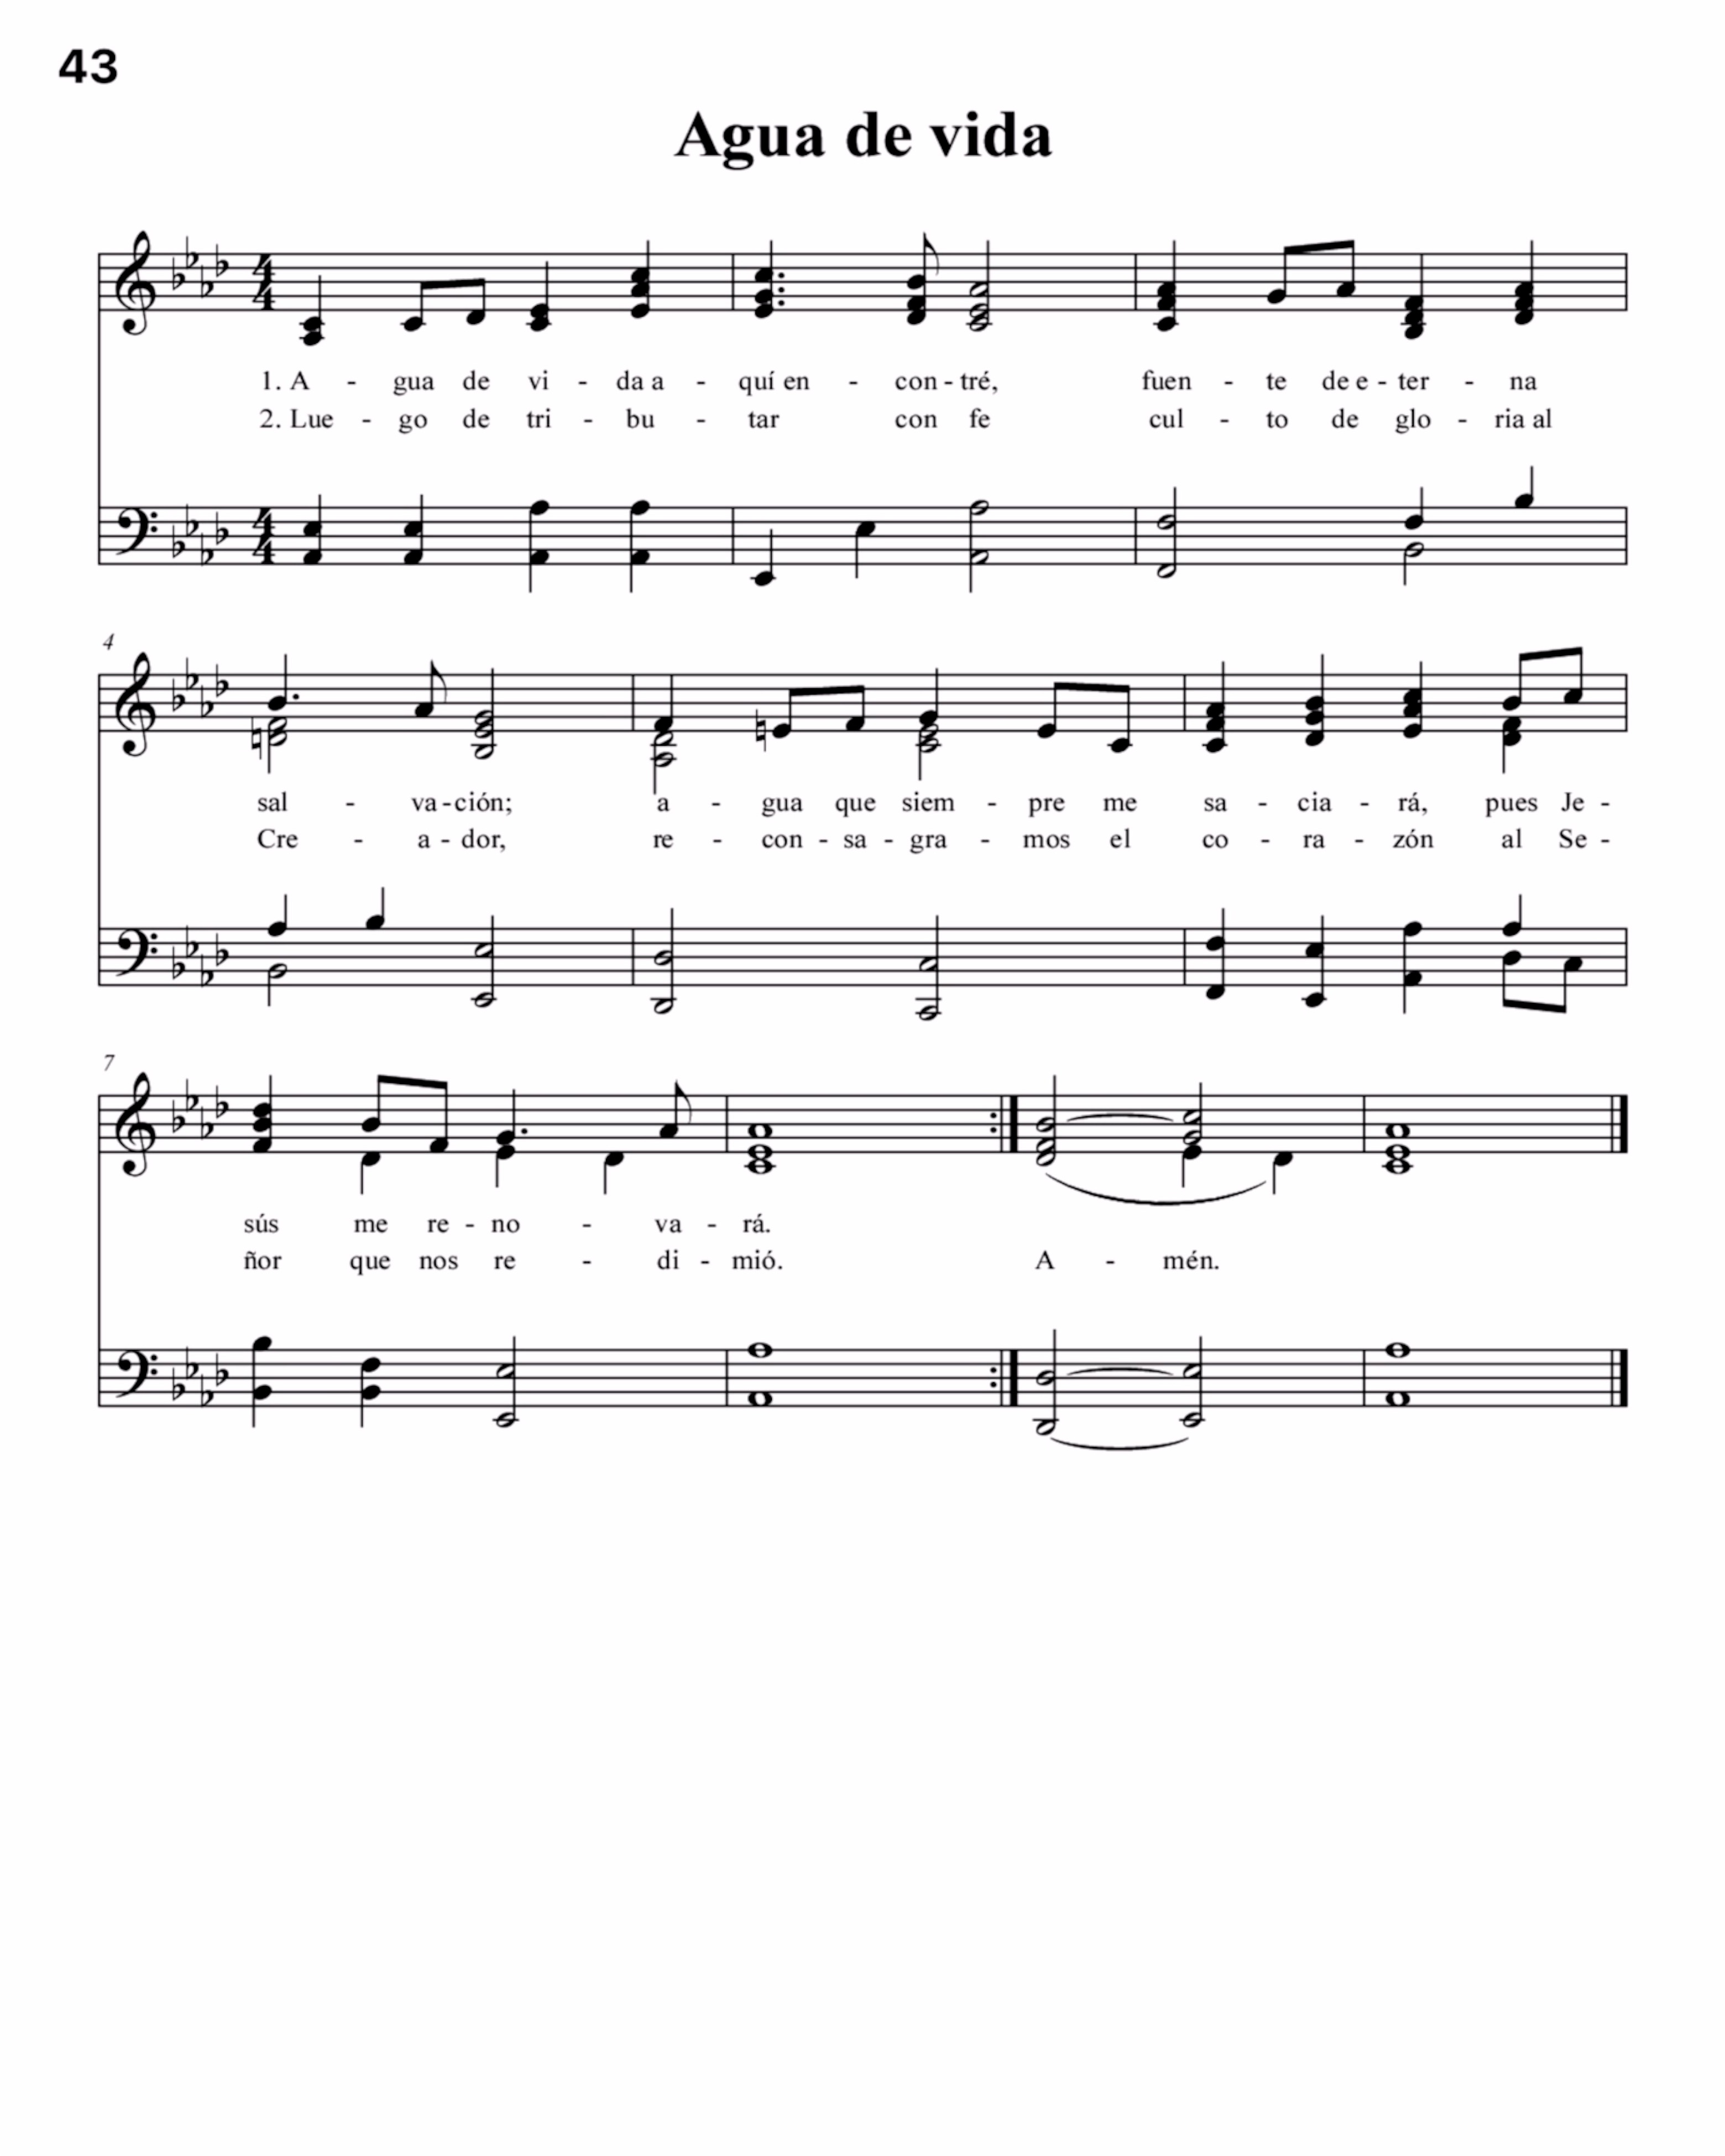 43
Agua de vida
1. A - gua de vi - da a - quí en - con - tré, fuen - te de e - ter - na
2. Lue - go de tri - bu - tar con fe cul - to de glo - ria al
4
sal - va - ción; a - gua que siem - pre me sa - cia - rá, pues Je -
Cre - a - dor, re - con - sa - gra - mos el co - ra - zón al Se -
7
sús me re - no - va - rá.
ñor que nos re - di - mió. A - mén.